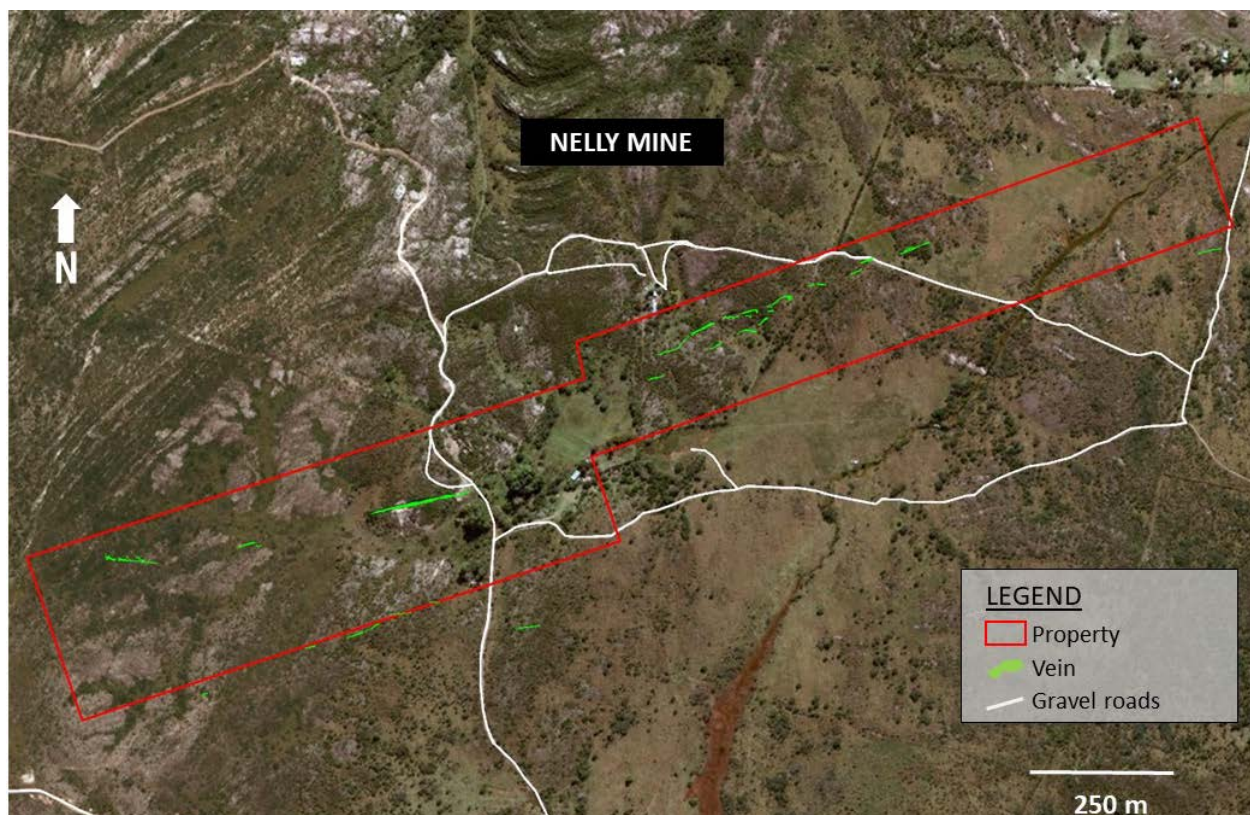 NELLY MINE
N
LEGEND
Property
Vein
Gravel roads
250 m